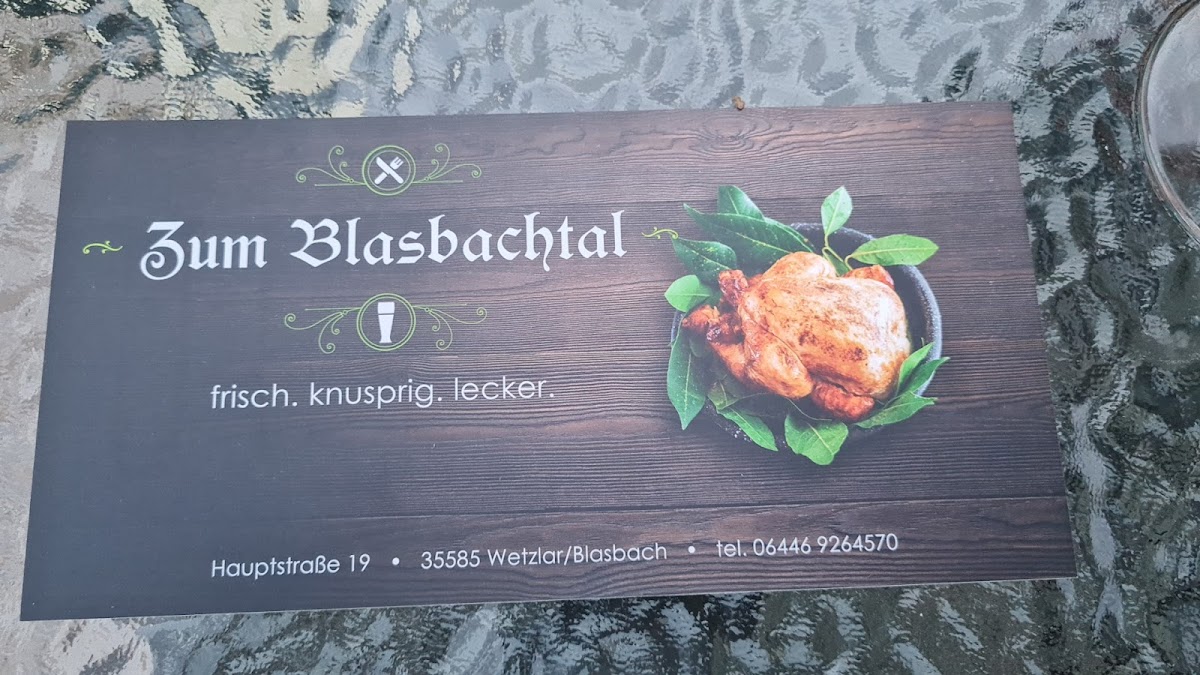 Zum Blasbachtal
frisch. knusprig. lecker.
Hauptstraße 19 • 35585 Wetzlar/Blasbach • tel. 06446 9264570